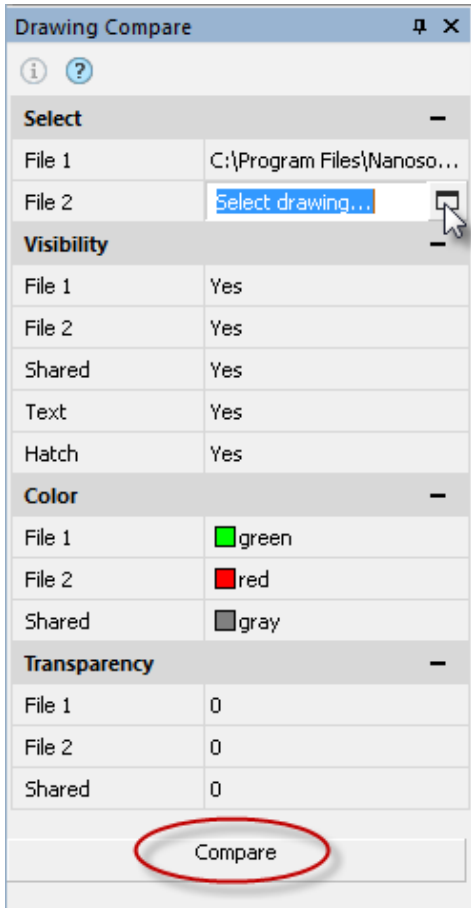 Drawing Compare
Select
File 1 C:\Program Files\Nanoso...
File 2 Select drawing...
Visibility
File 1 Yes
File 2 Yes
Shared Yes
Text Yes
Hatch Yes
Color
File 1 green
File 2 red
Shared gray
Transparency
File 1 0
File 2 0
Shared 0
Compare